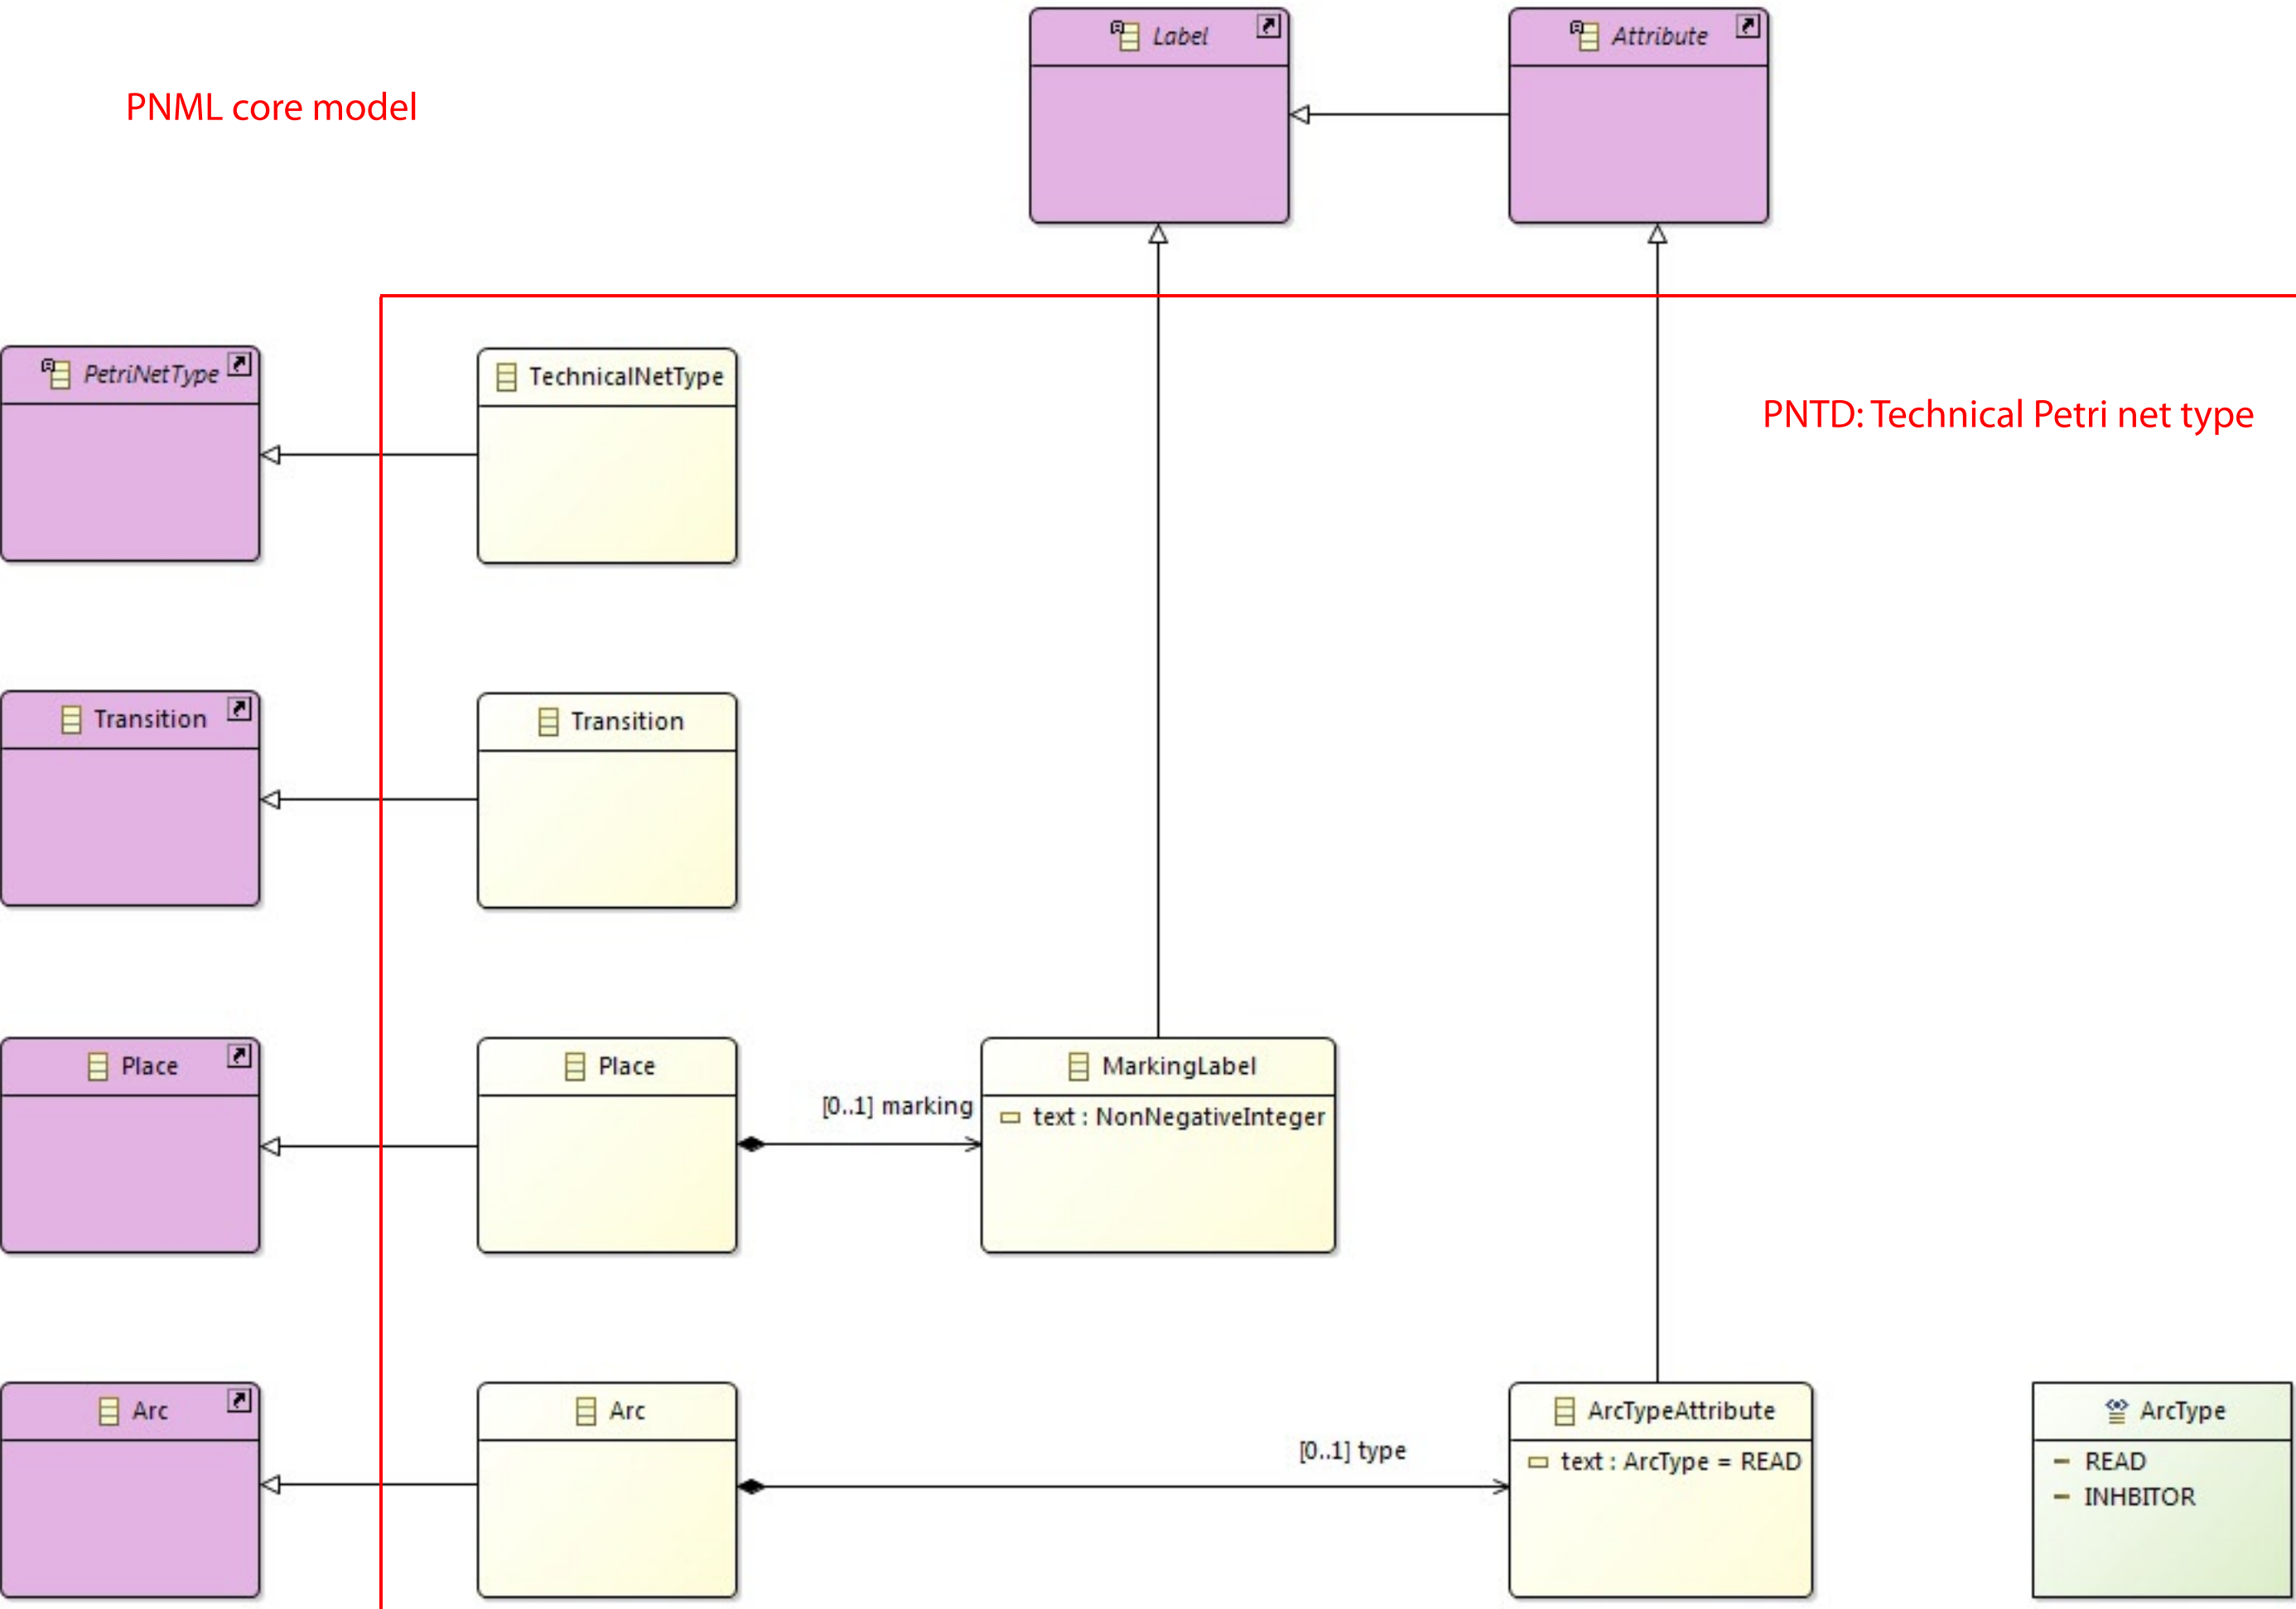 Label
Attribute
PNML core model
PetriNetType
TechnicalNetType
PNTD: Technical Petri net type
Transition
Transition
Place
Place
[0..1] marking
MarkingLabel
text : NonNegativeInteger
Arc
Arc
[0..1] type
ArcTypeAttribute
text : ArcType = READ
ArcType
READ
INHBITOR